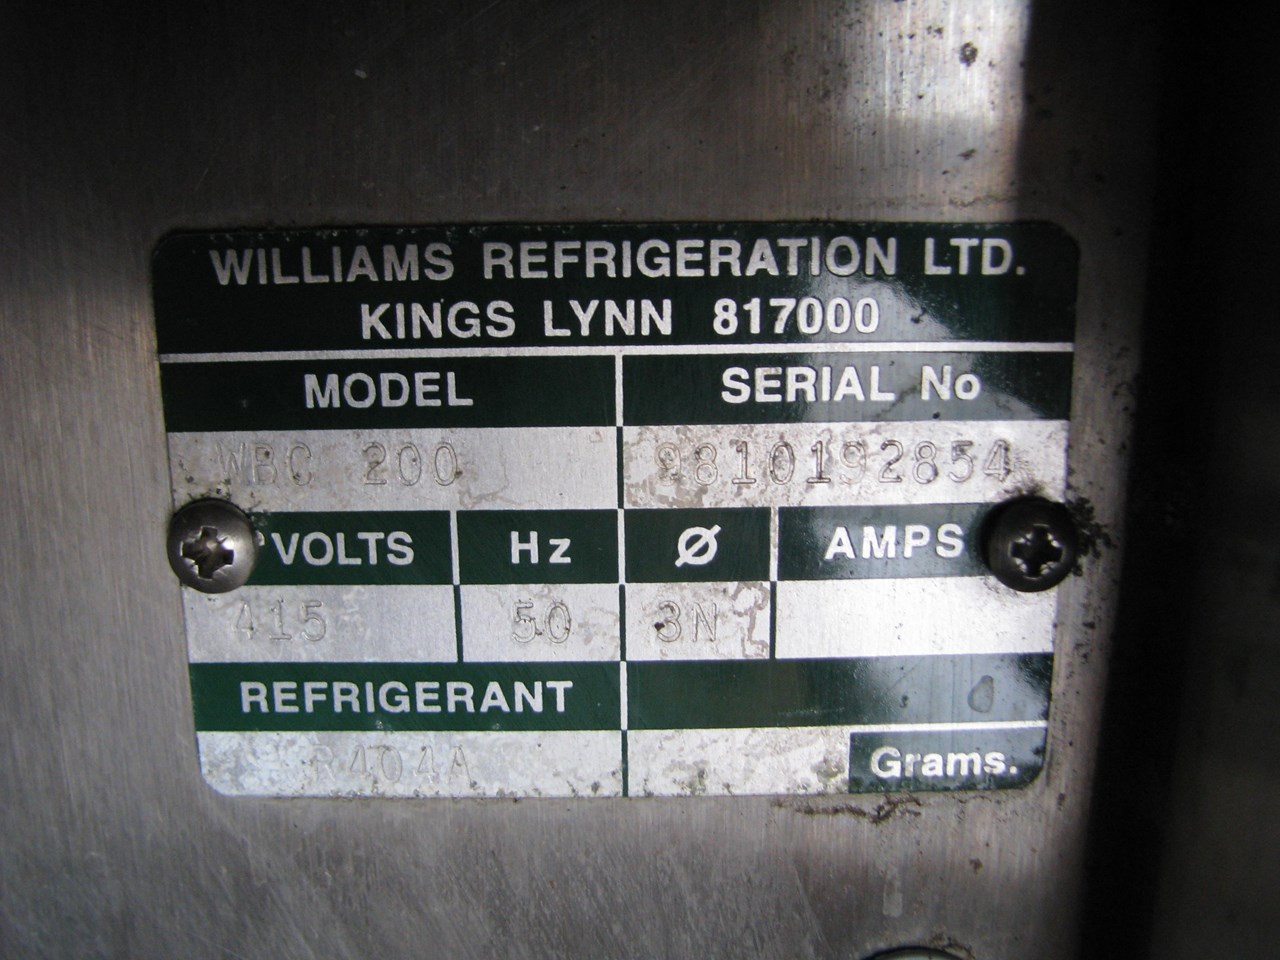 WILLIAMS REFRIGERATION LTD.
KINGS LYNN 817000
MODEL SERIAL No
WBC 200 9810192854
VOLTS Hz Ø AMPS
415 50 3N
REFRIGERANT
R404A Grams.